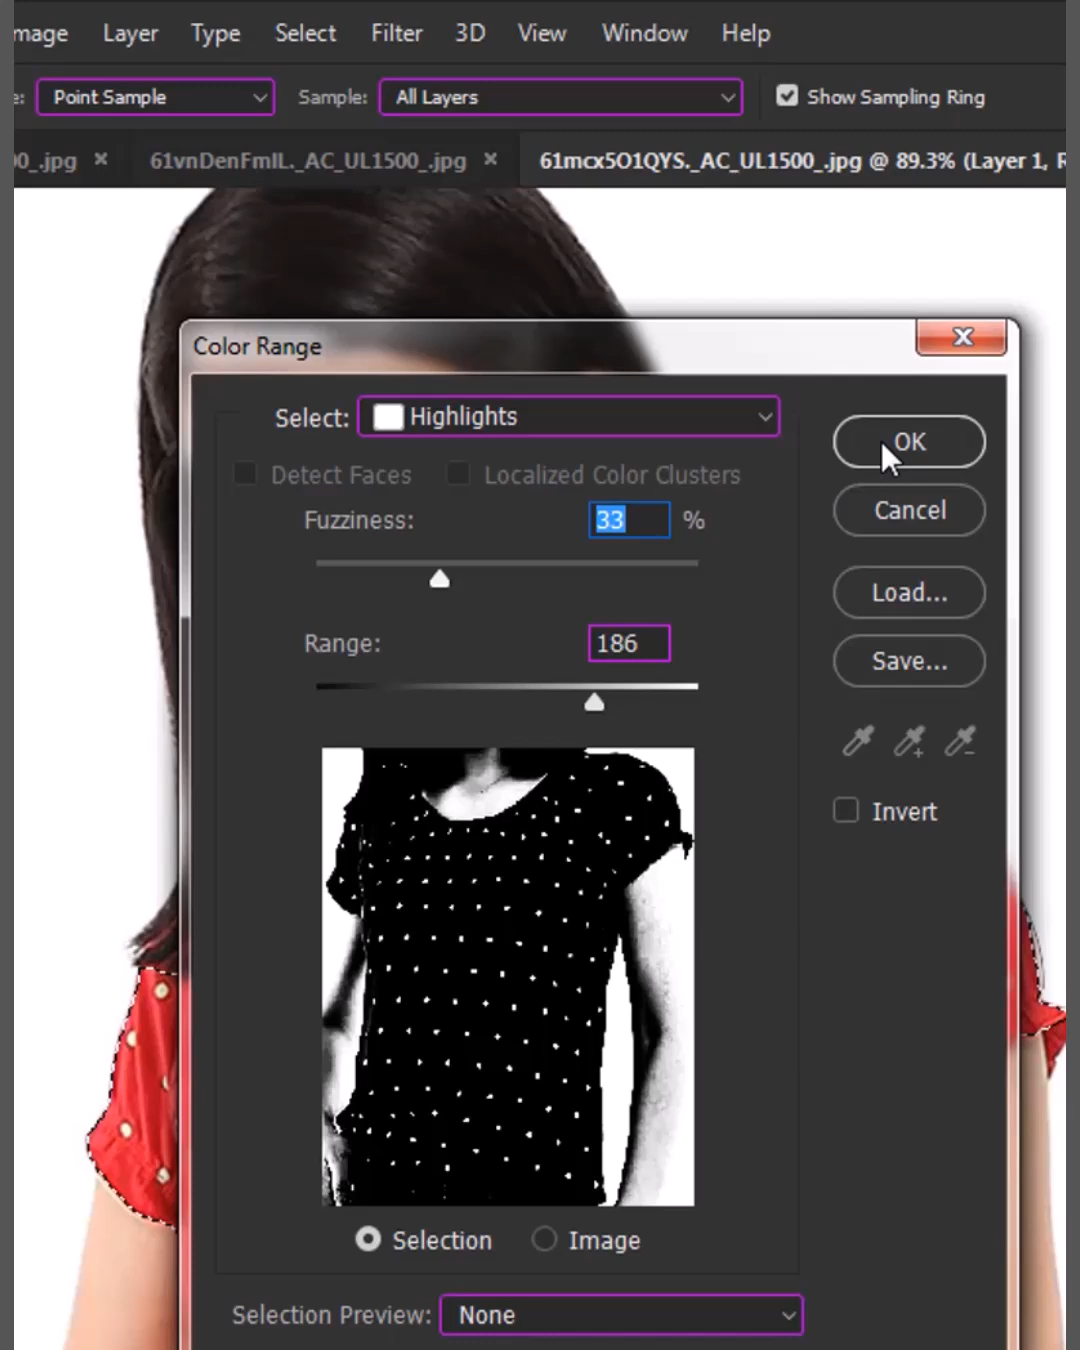 mage Layer Type Select Filter 3D View Window Help
e: Point Sample Sample: All Layers Show Sampling Ring
00_.jpg × 61vnDenFmlL._AC_UL1500_.jpg × 61mcx5O1QYS._AC_UL1500_.jpg @ 89.3% (Layer 1, R
Color Range
Select: Highlights
OK
Detect Faces Localized Color Clusters
Fuzziness: 33 %
Cancel
Load...
Range: 186
Save...
Invert
Selection Image
Selection Preview: None